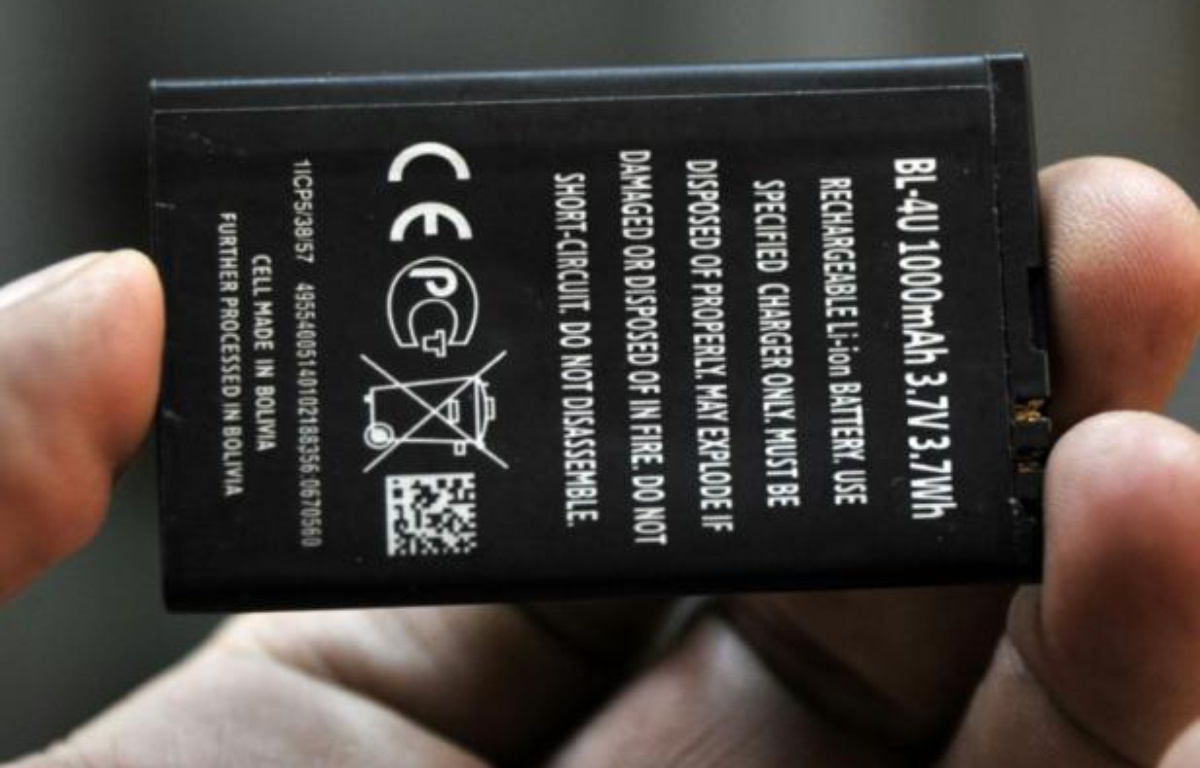 BL-4U 1000mAh 3.7V 3.7Wh
RECHARGEABLE Li-ion BATTERY. USE
SPECIFIED CHARGER ONLY. MUST BE
DISPOSED OF PROPERLY. MAY EXPLODE IF
DAMAGED OR DISPOSED OF IN FIRE. DO NOT
SHORT-CIRCUIT. DO NOT DISASSEMBLE.
CE PCT
1ICP5/38/57
CELL MADE IN BOLIVIA
FURTHER PROCESSED IN BOLIVIA